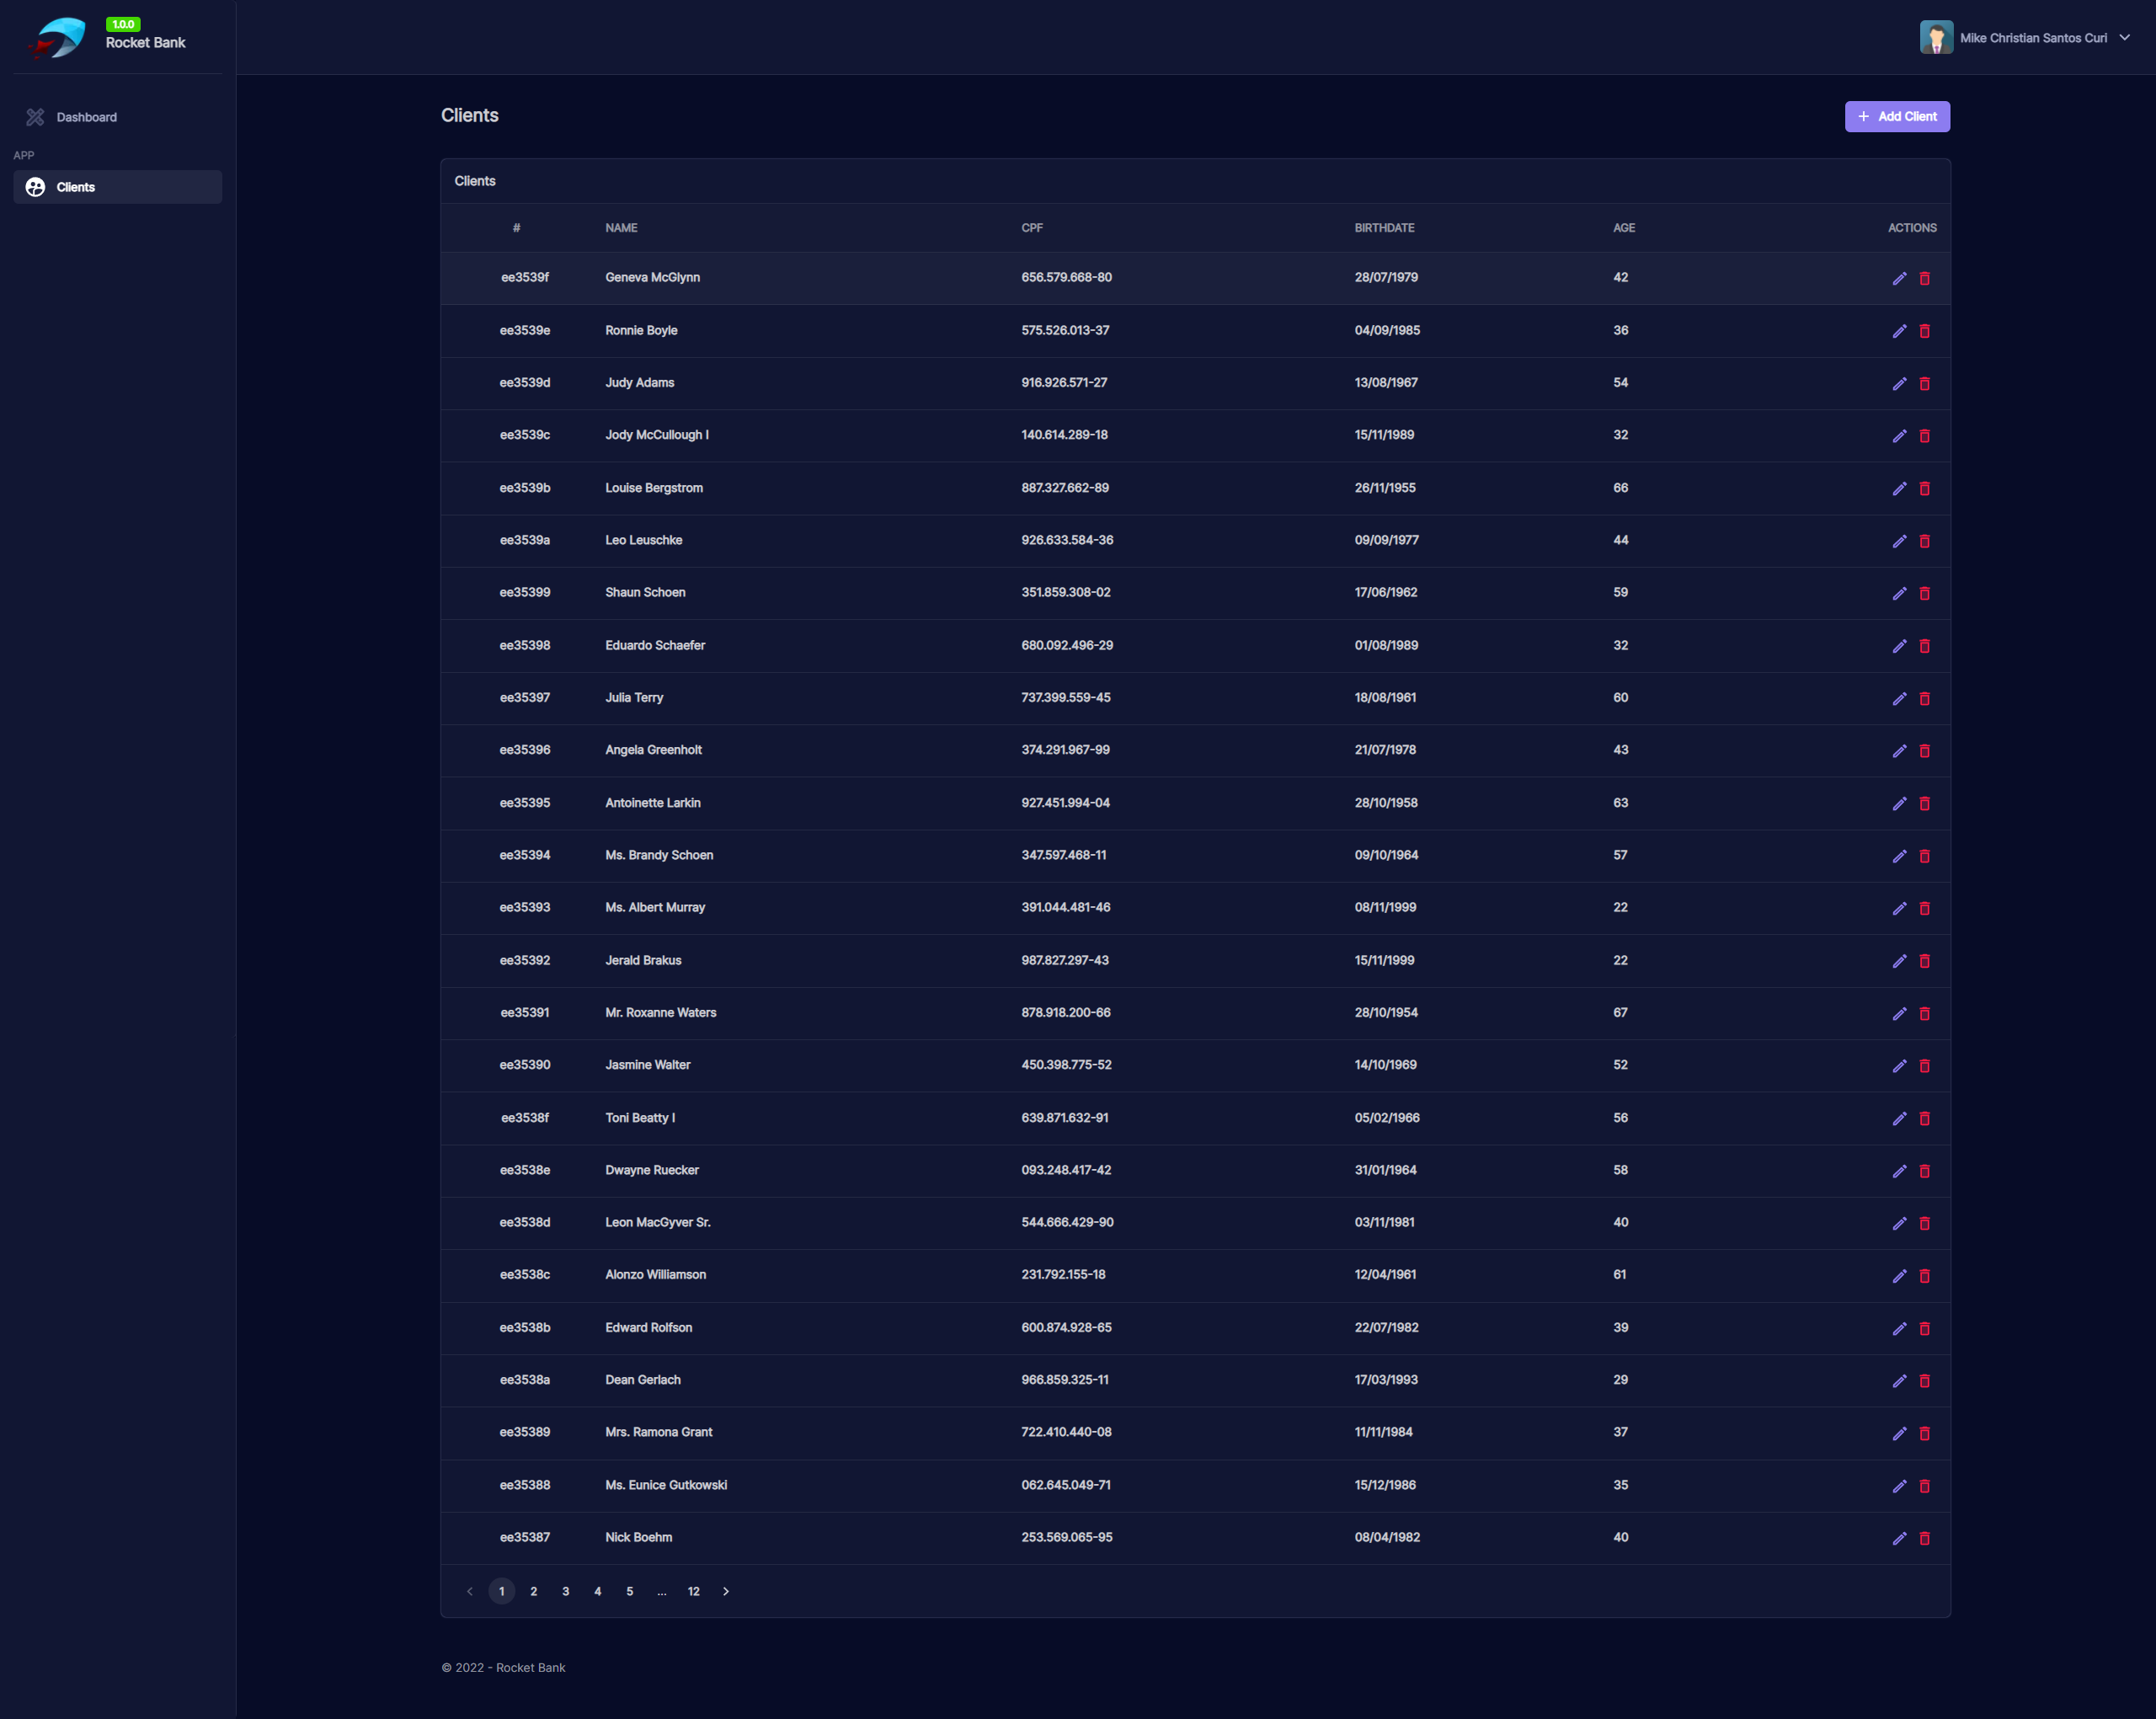 1.0.0
Rocket Bank
Mike Christian Santos Curi
Dashboard
APP
Clients
Clients
Add Client
Clients
# NAME CPF BIRTHDATE AGE ACTIONS
ee3539f Geneva McGlynn 656.579.668-80 28/07/1979 42
ee3539e Ronnie Boyle 575.526.013-37 04/09/1985 36
ee3539d Judy Adams 916.926.571-27 13/08/1967 54
ee3539c Jody McCullough I 140.614.289-18 15/11/1989 32
ee3539b Louise Bergstrom 887.327.662-89 26/11/1955 66
ee3539a Leo Leuschke 926.633.584-36 09/09/1977 44
ee35399 Shaun Schoen 351.859.308-02 17/06/1962 59
ee35398 Eduardo Schaefer 680.092.496-29 01/08/1989 32
ee35397 Julia Terry 737.399.559-45 18/08/1961 60
ee35396 Angela Greenholt 374.291.967-99 21/07/1978 43
ee35395 Antoinette Larkin 927.451.994-04 28/10/1958 63
ee35394 Ms. Brandy Schoen 347.597.468-11 09/10/1964 57
ee35393 Ms. Albert Murray 391.044.481-46 08/11/1999 22
ee35392 Jerald Brakus 987.827.297-43 15/11/1999 22
ee35391 Mr. Roxanne Waters 878.918.200-66 28/10/1954 67
ee35390 Jasmine Walter 450.398.775-52 14/10/1969 52
ee3538f Toni Beatty I 639.871.632-91 05/02/1966 56
ee3538e Dwayne Ruecker 093.248.417-42 31/01/1964 58
ee3538d Leon MacGyver Sr. 544.666.429-90 03/11/1981 40
ee3538c Alonzo Williamson 231.792.155-18 12/04/1961 61
ee3538b Edward Rolfson 600.874.928-65 22/07/1982 39
ee3538a Dean Gerlach 966.859.325-11 17/03/1993 29
ee35389 Mrs. Ramona Grant 722.410.440-08 11/11/1984 37
ee35388 Ms. Eunice Gutkowski 062.645.049-71 15/12/1986 35
ee35387 Nick Boehm 253.569.065-95 08/04/1982 40
1 2 3 4 5 ... 12
© 2022 - Rocket Bank